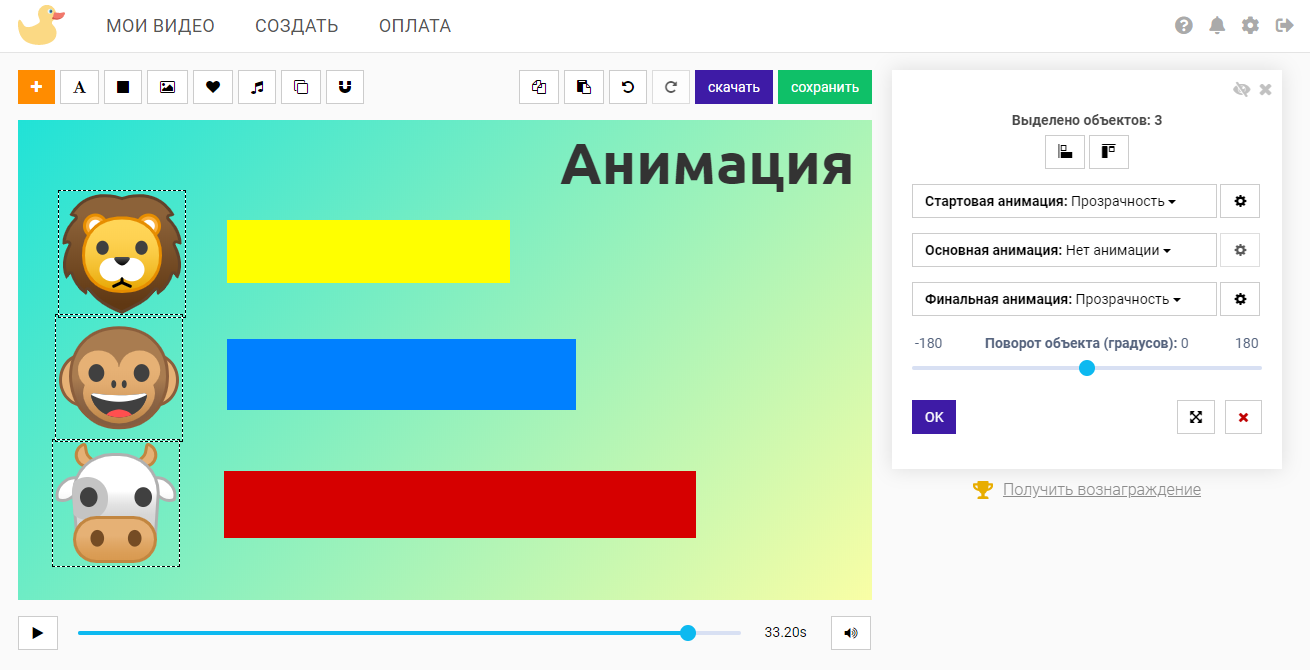 МОИ ВИДЕО СОЗДАТЬ ОПЛАТА
A скачать сохранить
Анимация
Выделено объектов: 3
Стартовая анимация: Прозрачность
Основная анимация: Нет анимации
Финальная анимация: Прозрачность
-180 Поворот объекта (градусов): 0 180
OK
Получить вознаграждение
33.20s